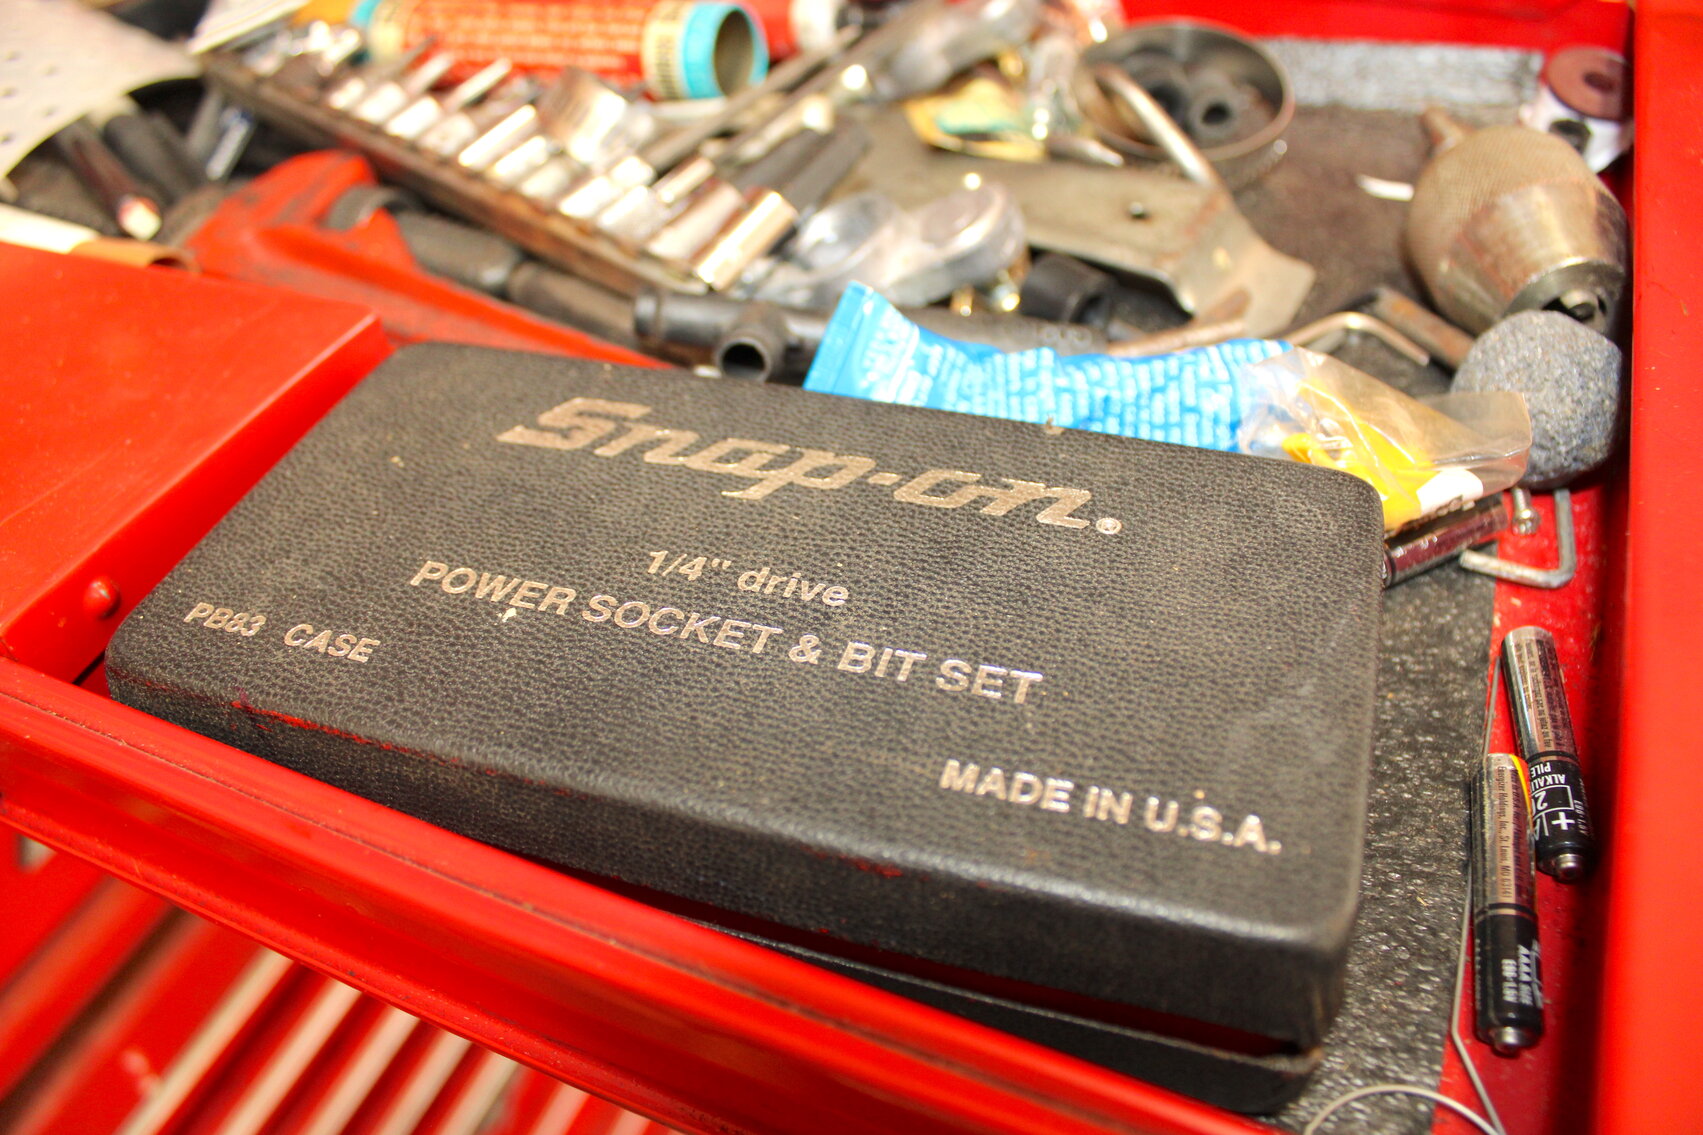 Snap-on®
1/4" drive
POWER SOCKET & BIT SET
PB83 CASE
MADE IN U.S.A.